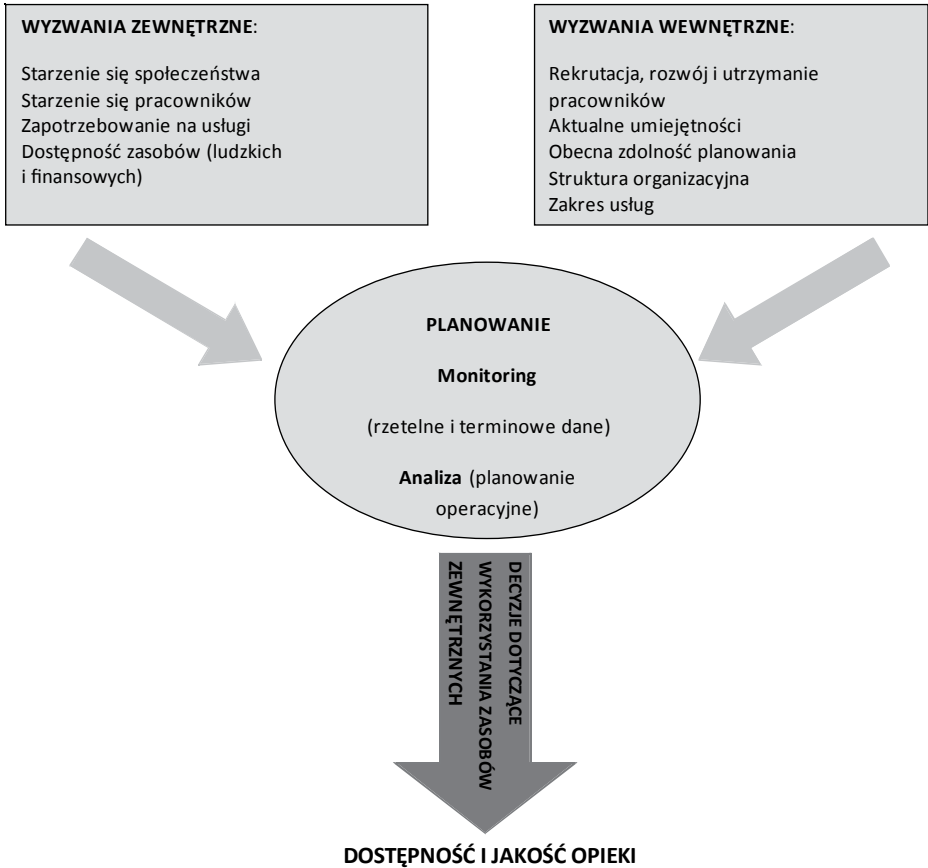 WYZWANIA ZEWNĘTRZNE:
Starzenie się społeczeństwa
Starzenie się pracowników
Zapotrzebowanie na usługi
Dostępność zasobów (ludzkich
i finansowych)
WYZWANIA WEWNĘTRZNE:
Rekrutacja, rozwój i utrzymanie
pracowników
Aktualne umiejętności
Obecna zdolność planowania
Struktura organizacyjna
Zakres usług
PLANOWANIE
Monitoring
(rzetelne i terminowe dane)
Analiza (planowanie
operacyjne)
DECYZJE DOTYCZĄCE
WYKORZYSTANIA ZASOBÓW
ZEWNĘTRZNYCH
DOSTĘPNOŚĆ I JAKOŚĆ OPIEKI